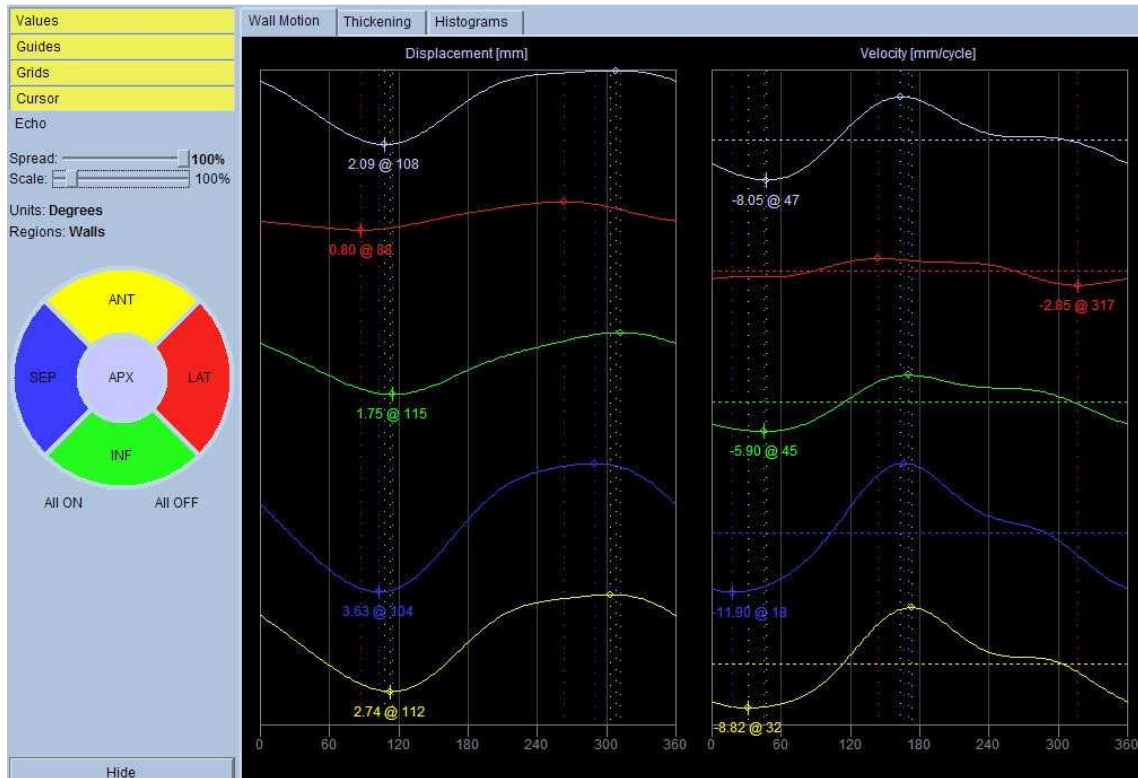 Values
Guides
Grids
Cursor
Echo
Spread: 100%
Scale: 100%
Units: Degrees
Regions: Walls
ANT
SEP APX LAT
INF
All ON All OFF
Hide
Wall Motion Thickening Histograms
Displacement [mm]
2.09 @ 108
0.80 @ 88
1.75 @ 115
3.63 @ 104
2.74 @ 112
0 60 120 180 240 300 360
Velocity [mm/cycle]
-8.05 @ 47
-2.85 @ 317
-5.90 @ 45
-11.90 @ 18
-8.82 @ 32
0 60 120 180 240 300 360